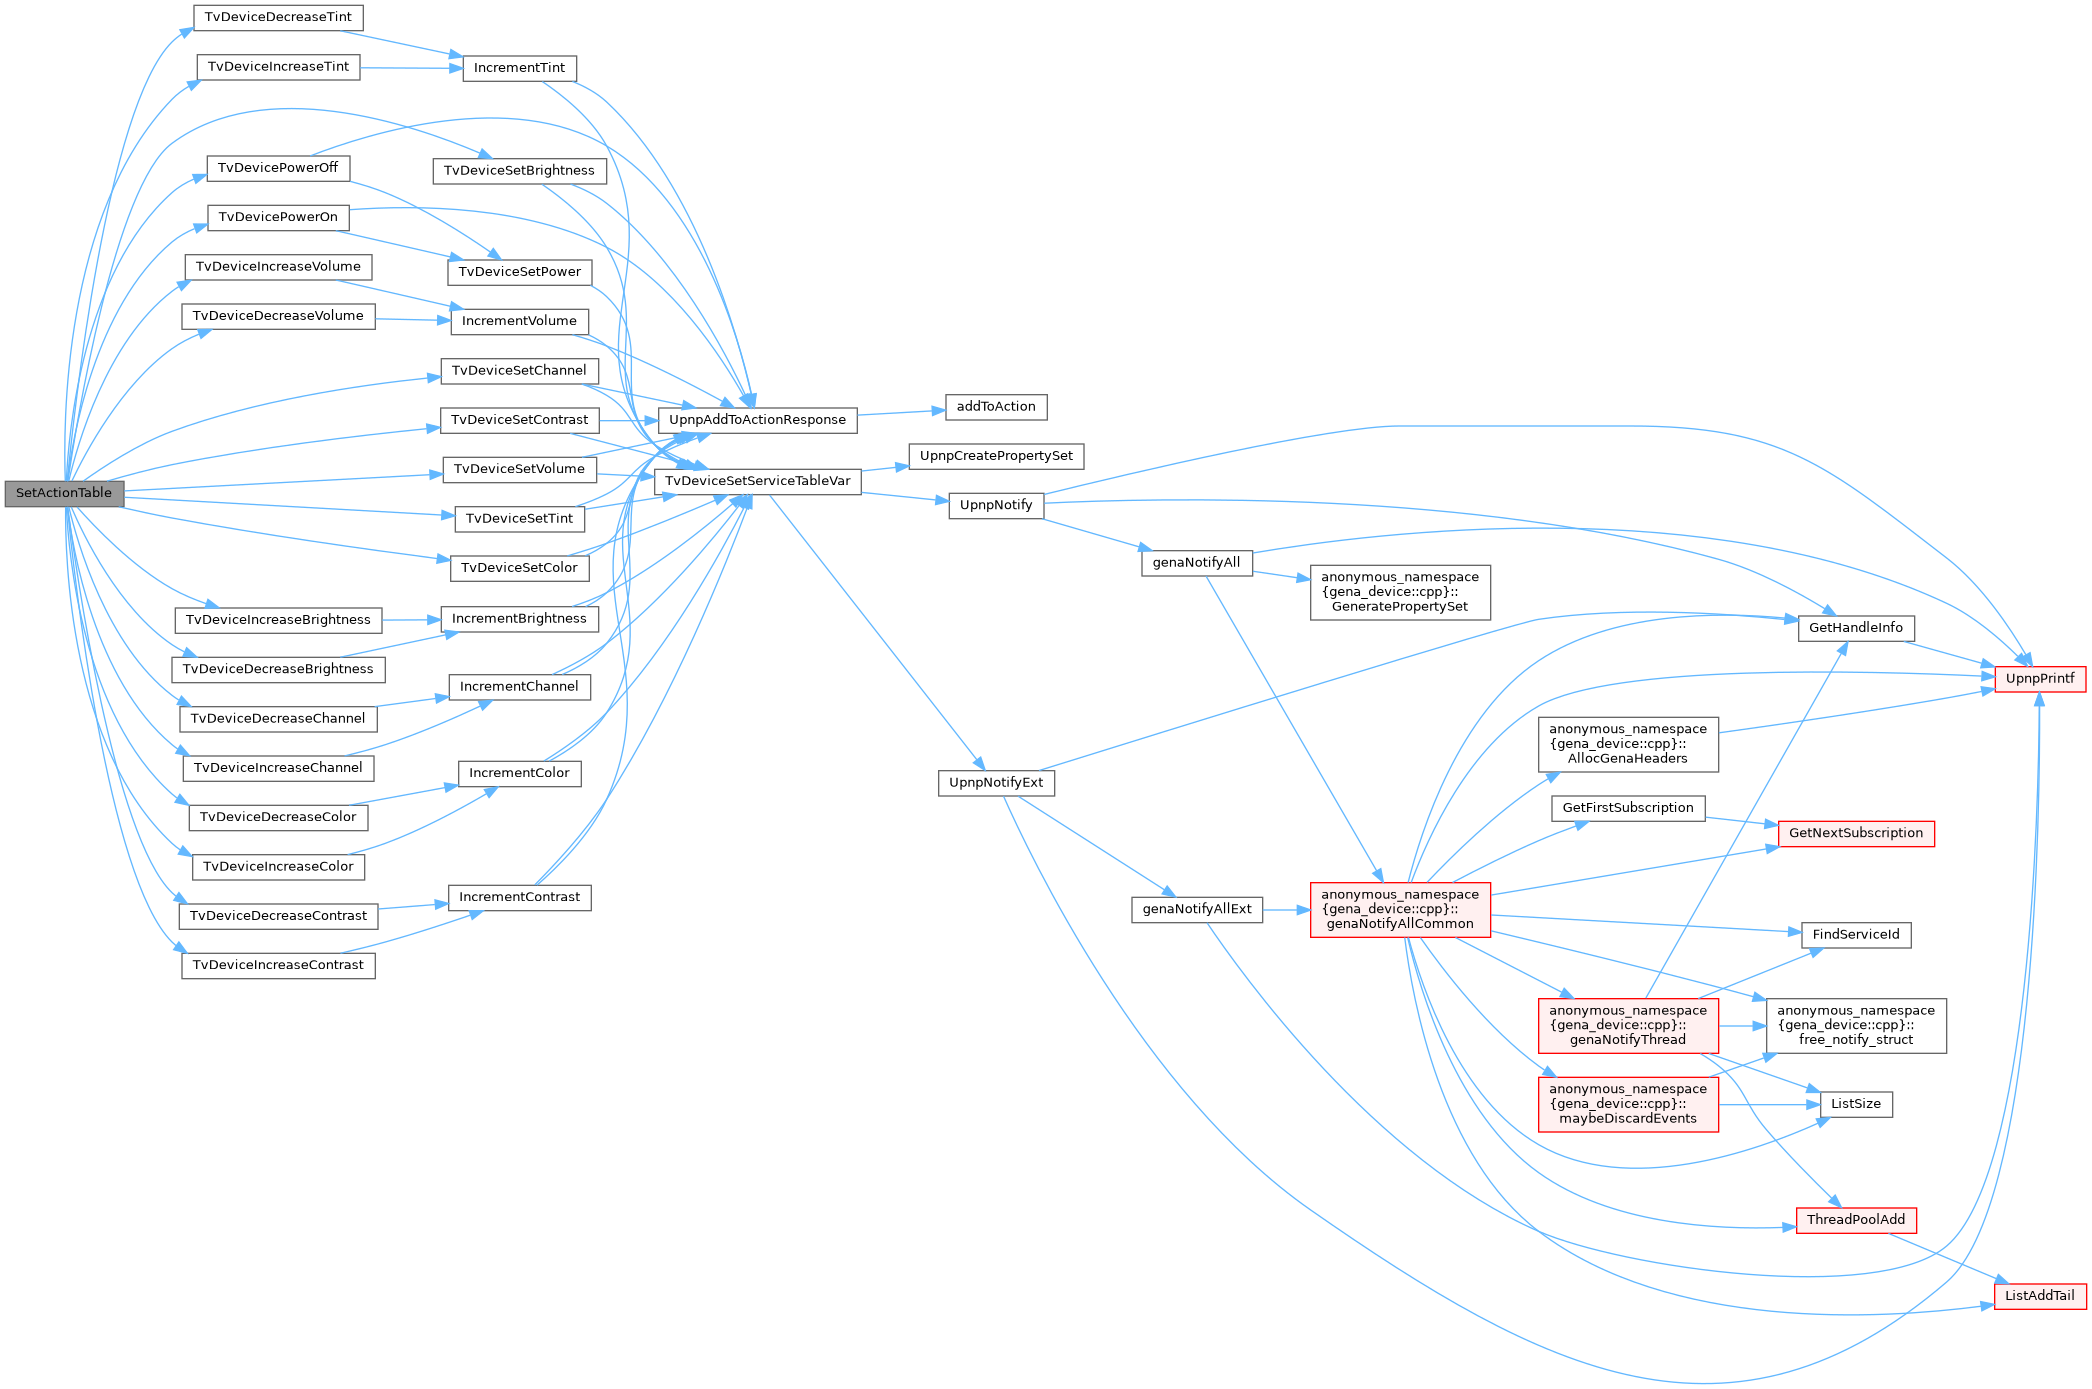 SetActionTable
TvDeviceDecreaseTint
TvDeviceIncreaseTint
TvDevicePowerOff
TvDevicePowerOn
TvDeviceIncreaseVolume
TvDeviceDecreaseVolume
TvDeviceIncreaseBrightness
TvDeviceDecreaseBrightness
TvDeviceDecreaseChannel
TvDeviceIncreaseChannel
TvDeviceDecreaseColor
TvDeviceIncreaseColor
TvDeviceDecreaseContrast
TvDeviceIncreaseContrast
IncrementTint
TvDeviceSetBrightness
TvDeviceSetPower
IncrementVolume
TvDeviceSetChannel
TvDeviceSetContrast
TvDeviceSetVolume
TvDeviceSetTint
TvDeviceSetColor
IncrementBrightness
IncrementChannel
IncrementColor
IncrementContrast
UpnpAddToActionResponse
TvDeviceSetServiceTableVar
addToAction
UpnpCreatePropertySet
UpnpNotify
UpnpNotifyExt
genaNotifyAll
genaNotifyAllExt
anonymous_namespace
{gena_device::cpp}::
GeneratePropertySet
anonymous_namespace
{gena_device::cpp}::
genaNotifyAllCommon
anonymous_namespace
{gena_device::cpp}::
AllocGenaHeaders
GetFirstSubscription
anonymous_namespace
{gena_device::cpp}::
genaNotifyThread
anonymous_namespace
{gena_device::cpp}::
maybeDiscardEvents
GetHandleInfo
GetNextSubscription
FindServiceId
anonymous_namespace
{gena_device::cpp}::
free_notify_struct
ListSize
ThreadPoolAdd
UpnpPrintf
ListAddTail